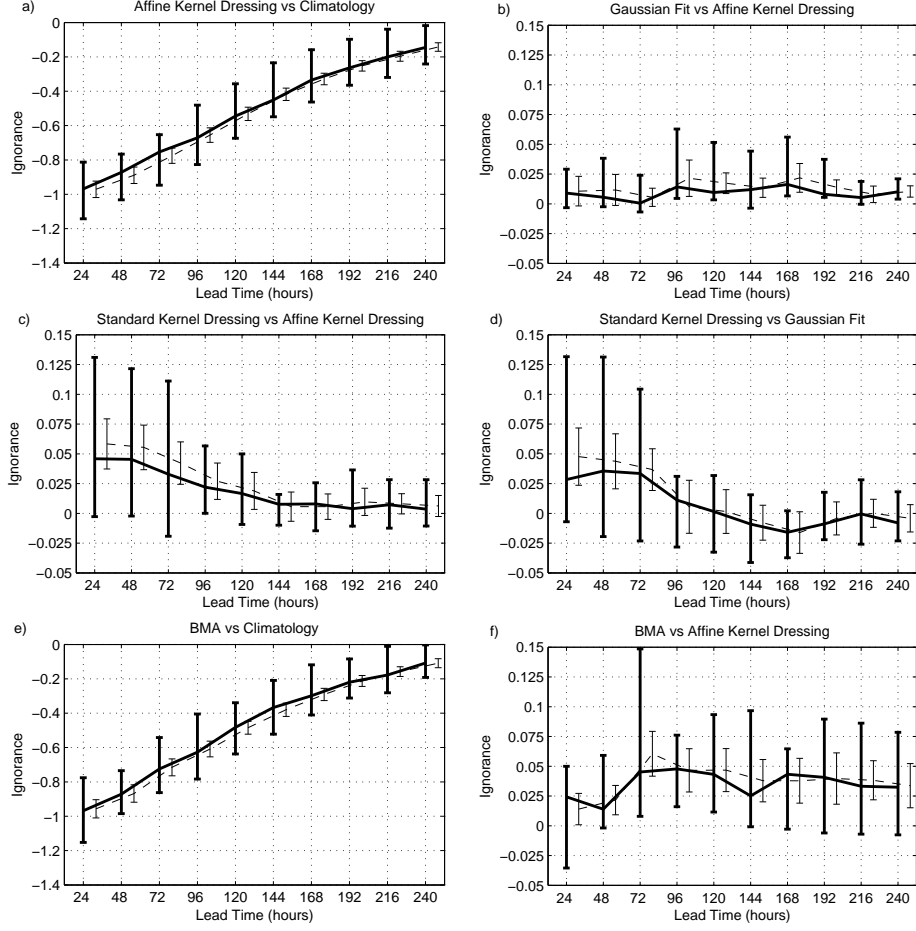 a) Affine Kernel Dressing vs Climatology
0
−0.2
−0.4
−0.6
−0.8
−1
−1.2
−1.4
Ignorance
24 48 72 96 120 144 168 192 216 240
Lead Time (hours)
b) Gaussian Fit vs Affine Kernel Dressing
0.15
0.125
0.1
0.075
0.05
0.025
0
−0.025
−0.05
Ignorance
24 48 72 96 120 144 168 192 216 240
Lead Time (hours)
c) Standard Kernel Dressing vs Affine Kernel Dressing
0.15
0.125
0.1
0.075
0.05
0.025
0
−0.025
−0.05
Ignorance
24 48 72 96 120 144 168 192 216 240
Lead Time (hours)
d) Standard Kernel Dressing vs Gaussian Fit
0.15
0.125
0.1
0.075
0.05
0.025
0
−0.025
−0.05
Ignorance
24 48 72 96 120 144 168 192 216 240
Lead Time (hours)
e) BMA vs Climatology
0
−0.2
−0.4
−0.6
−0.8
−1
−1.2
−1.4
Ignorance
24 48 72 96 120 144 168 192 216 240
Lead Time (hours)
f) BMA vs Affine Kernel Dressing
0.15
0.125
0.1
0.075
0.05
0.025
0
−0.025
−0.05
Ignorance
24 48 72 96 120 144 168 192 216 240
Lead Time (hours)